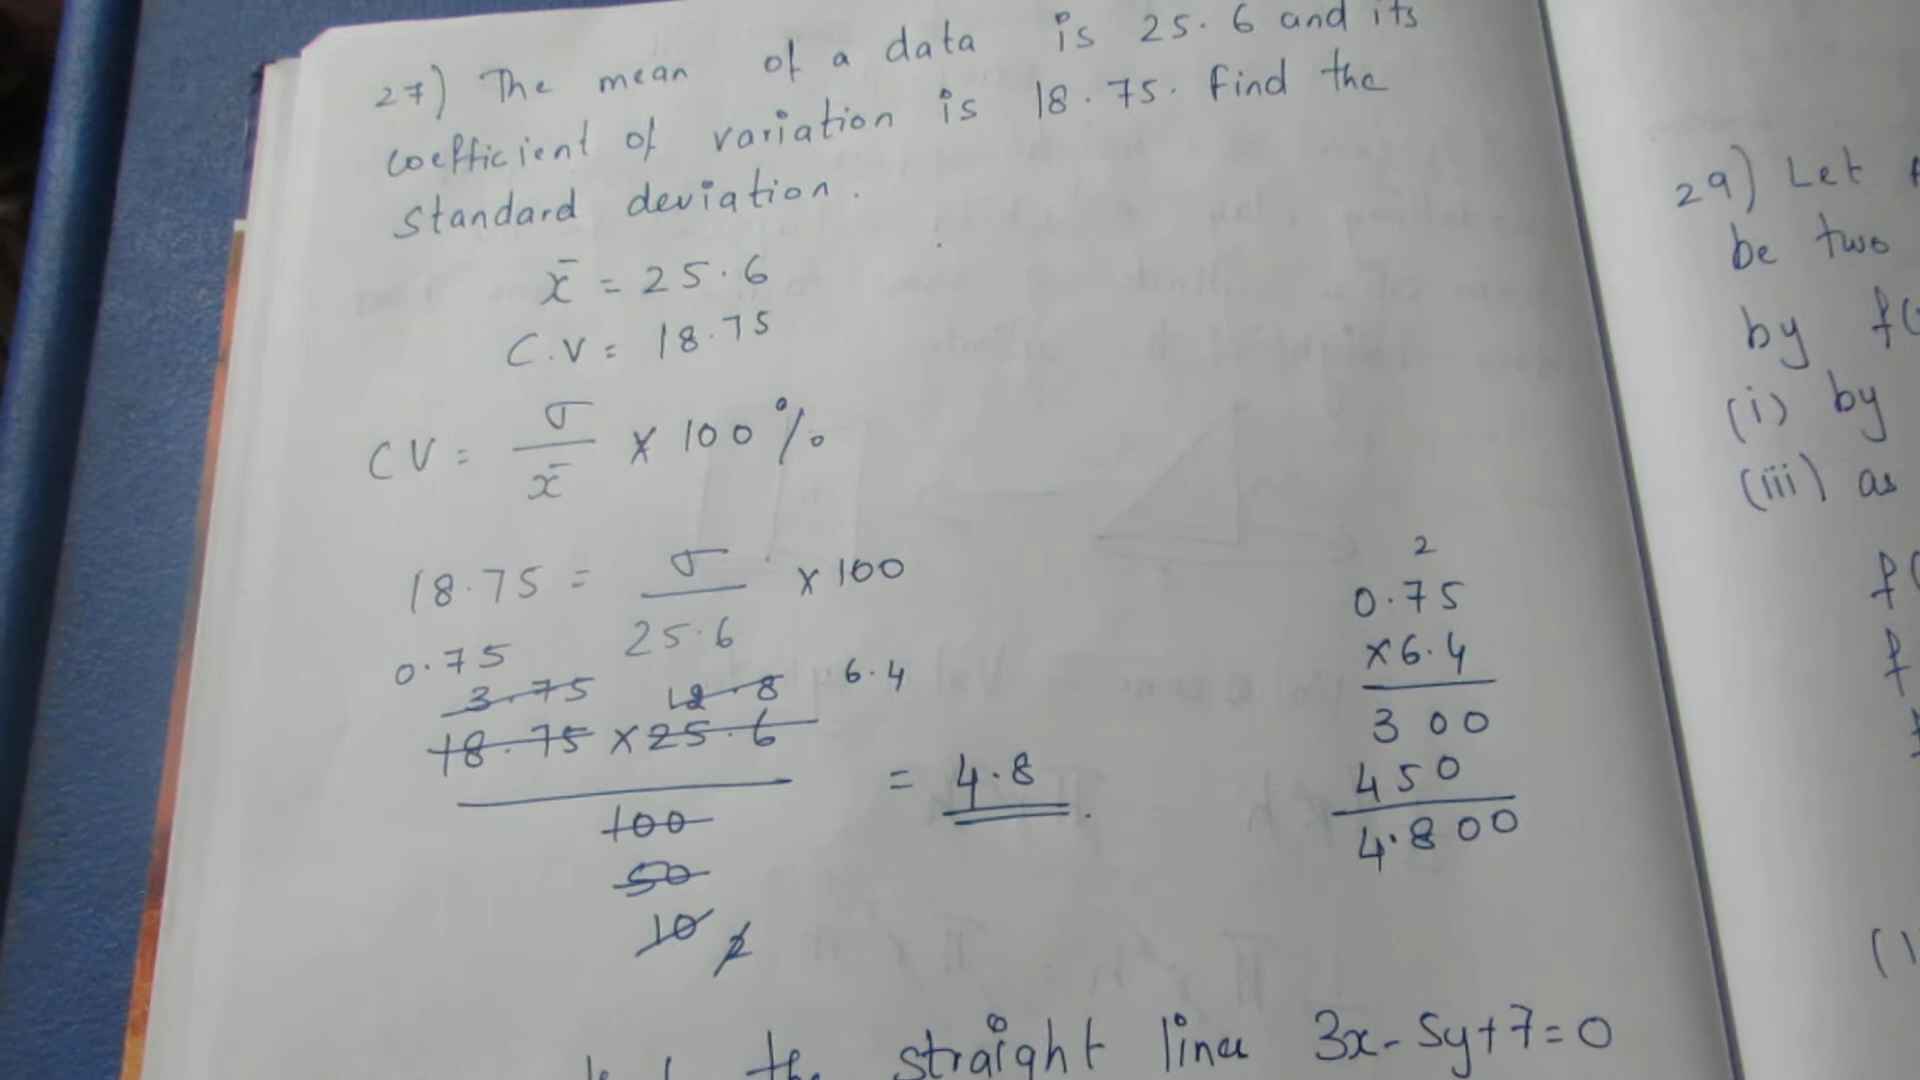 27) The mean of a data is 25.6 and its
coefficient of variation is 18.75. Find the
standard deviation.
x̄ = 25.6
C.V = 18.75
CV = σ/x̄ × 100 %
18.75 = σ/25.6 × 100
0.75
3.75 12.8 6.4
18.75 × 25.6
100
50
10 2
= 4.8.
2
0.75
×6.4
300
450
4.800
the straight line 3x-5y+7=0
29) Let
be two
by f(
(i) by
(iii) as
f(
f